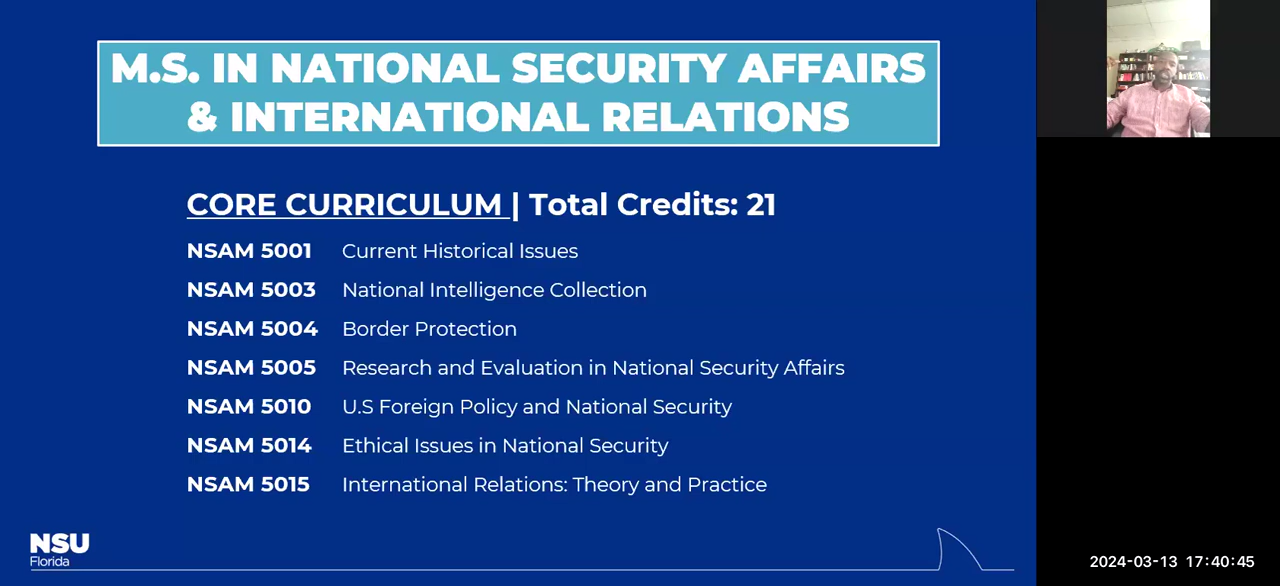 M.S. IN NATIONAL SECURITY AFFAIRS
& INTERNATIONAL RELATIONS
CORE CURRICULUM | Total Credits: 21
NSAM 5001 Current Historical Issues
NSAM 5003 National Intelligence Collection
NSAM 5004 Border Protection
NSAM 5005 Research and Evaluation in National Security Affairs
NSAM 5010 U.S Foreign Policy and National Security
NSAM 5014 Ethical Issues in National Security
NSAM 5015 International Relations: Theory and Practice
NSU
Florida
2024-03-13 17:40:45